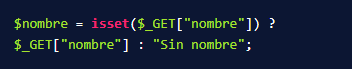 $nombre = isset($_GET["nombre"]) ?
$_GET["nombre"] : "Sin nombre";